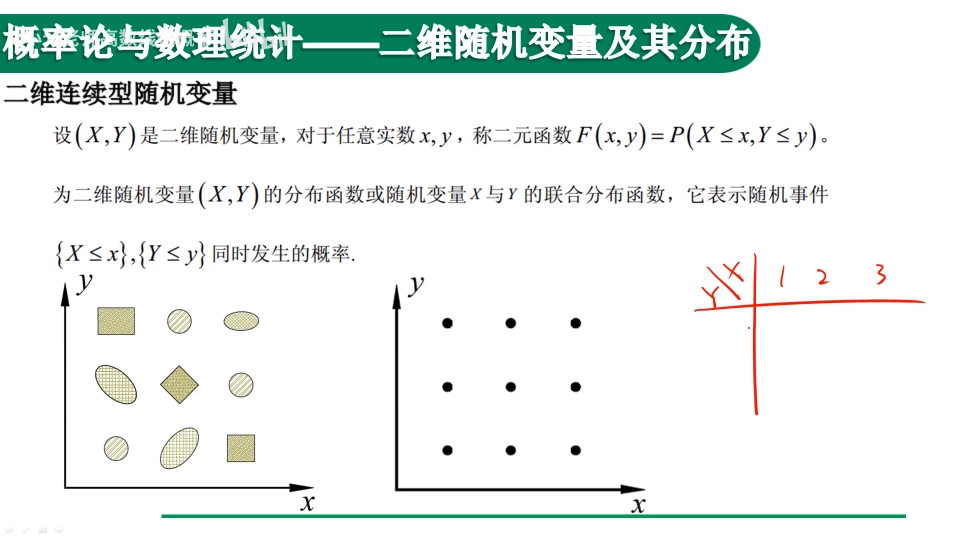 概率论与数理统计——二维随机变量及其分布
二维连续型随机变量
设(X,Y)是二维随机变量，对于任意实数 x, y，称二元函数 F(x,y)=P(X≤x,Y≤y)。
为二维随机变量(X,Y)的分布函数或随机变量X与Y的联合分布函数，它表示随机事件
{X≤x},{Y≤y}同时发生的概率.
y
x
y
x
Y\X 1 2 3